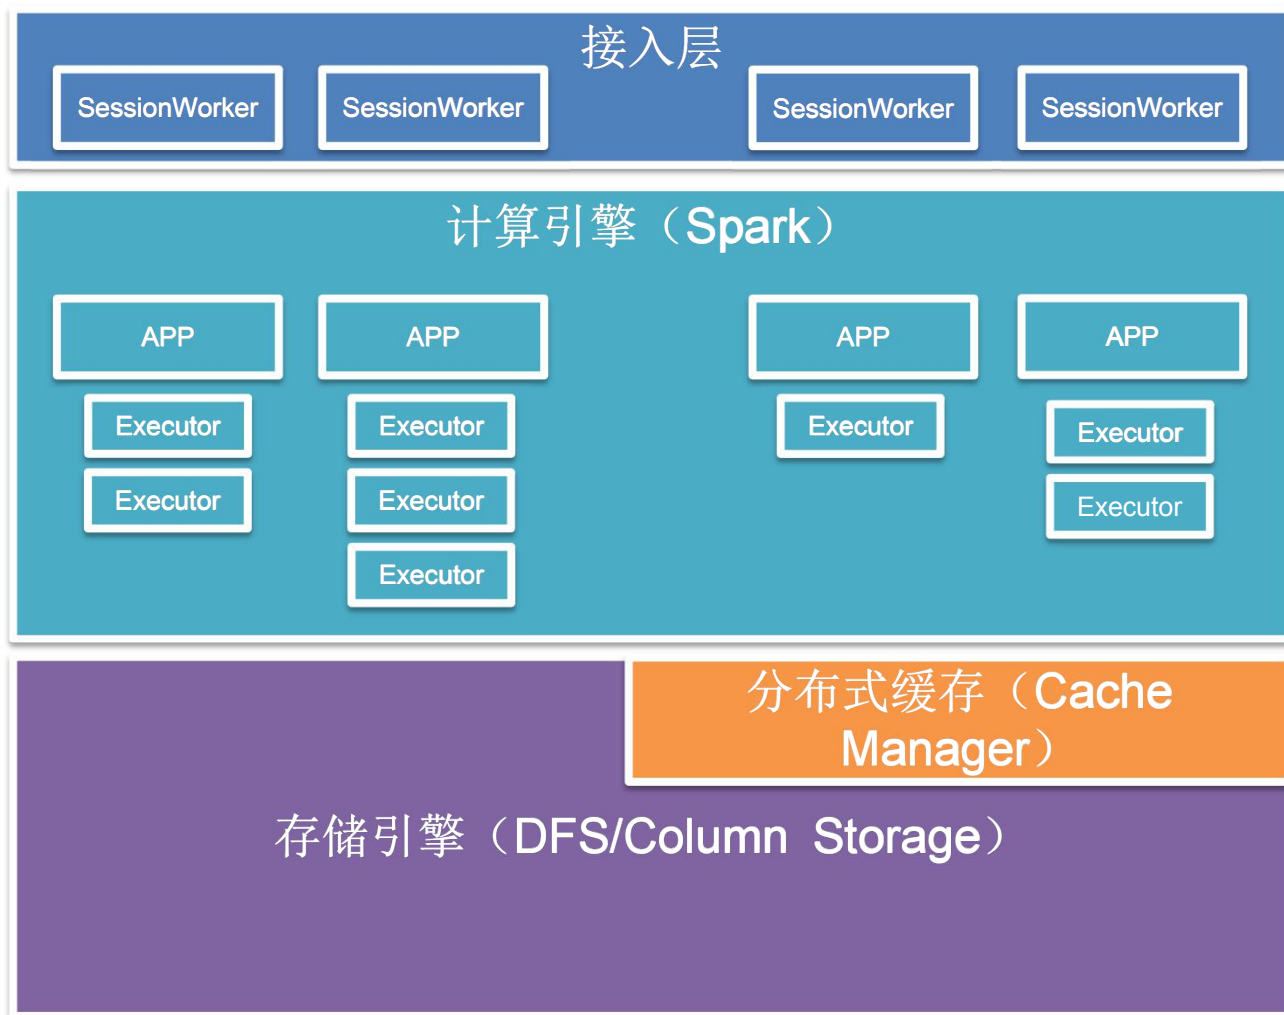 接入层
SessionWorker
SessionWorker
SessionWorker
SessionWorker
计算引擎（Spark）
APP
APP
APP
APP
Executor
Executor
Executor
Executor
Executor
Executor
Executor
Executor
分布式缓存（Cache
Manager）
存储引擎（DFS/Column Storage）